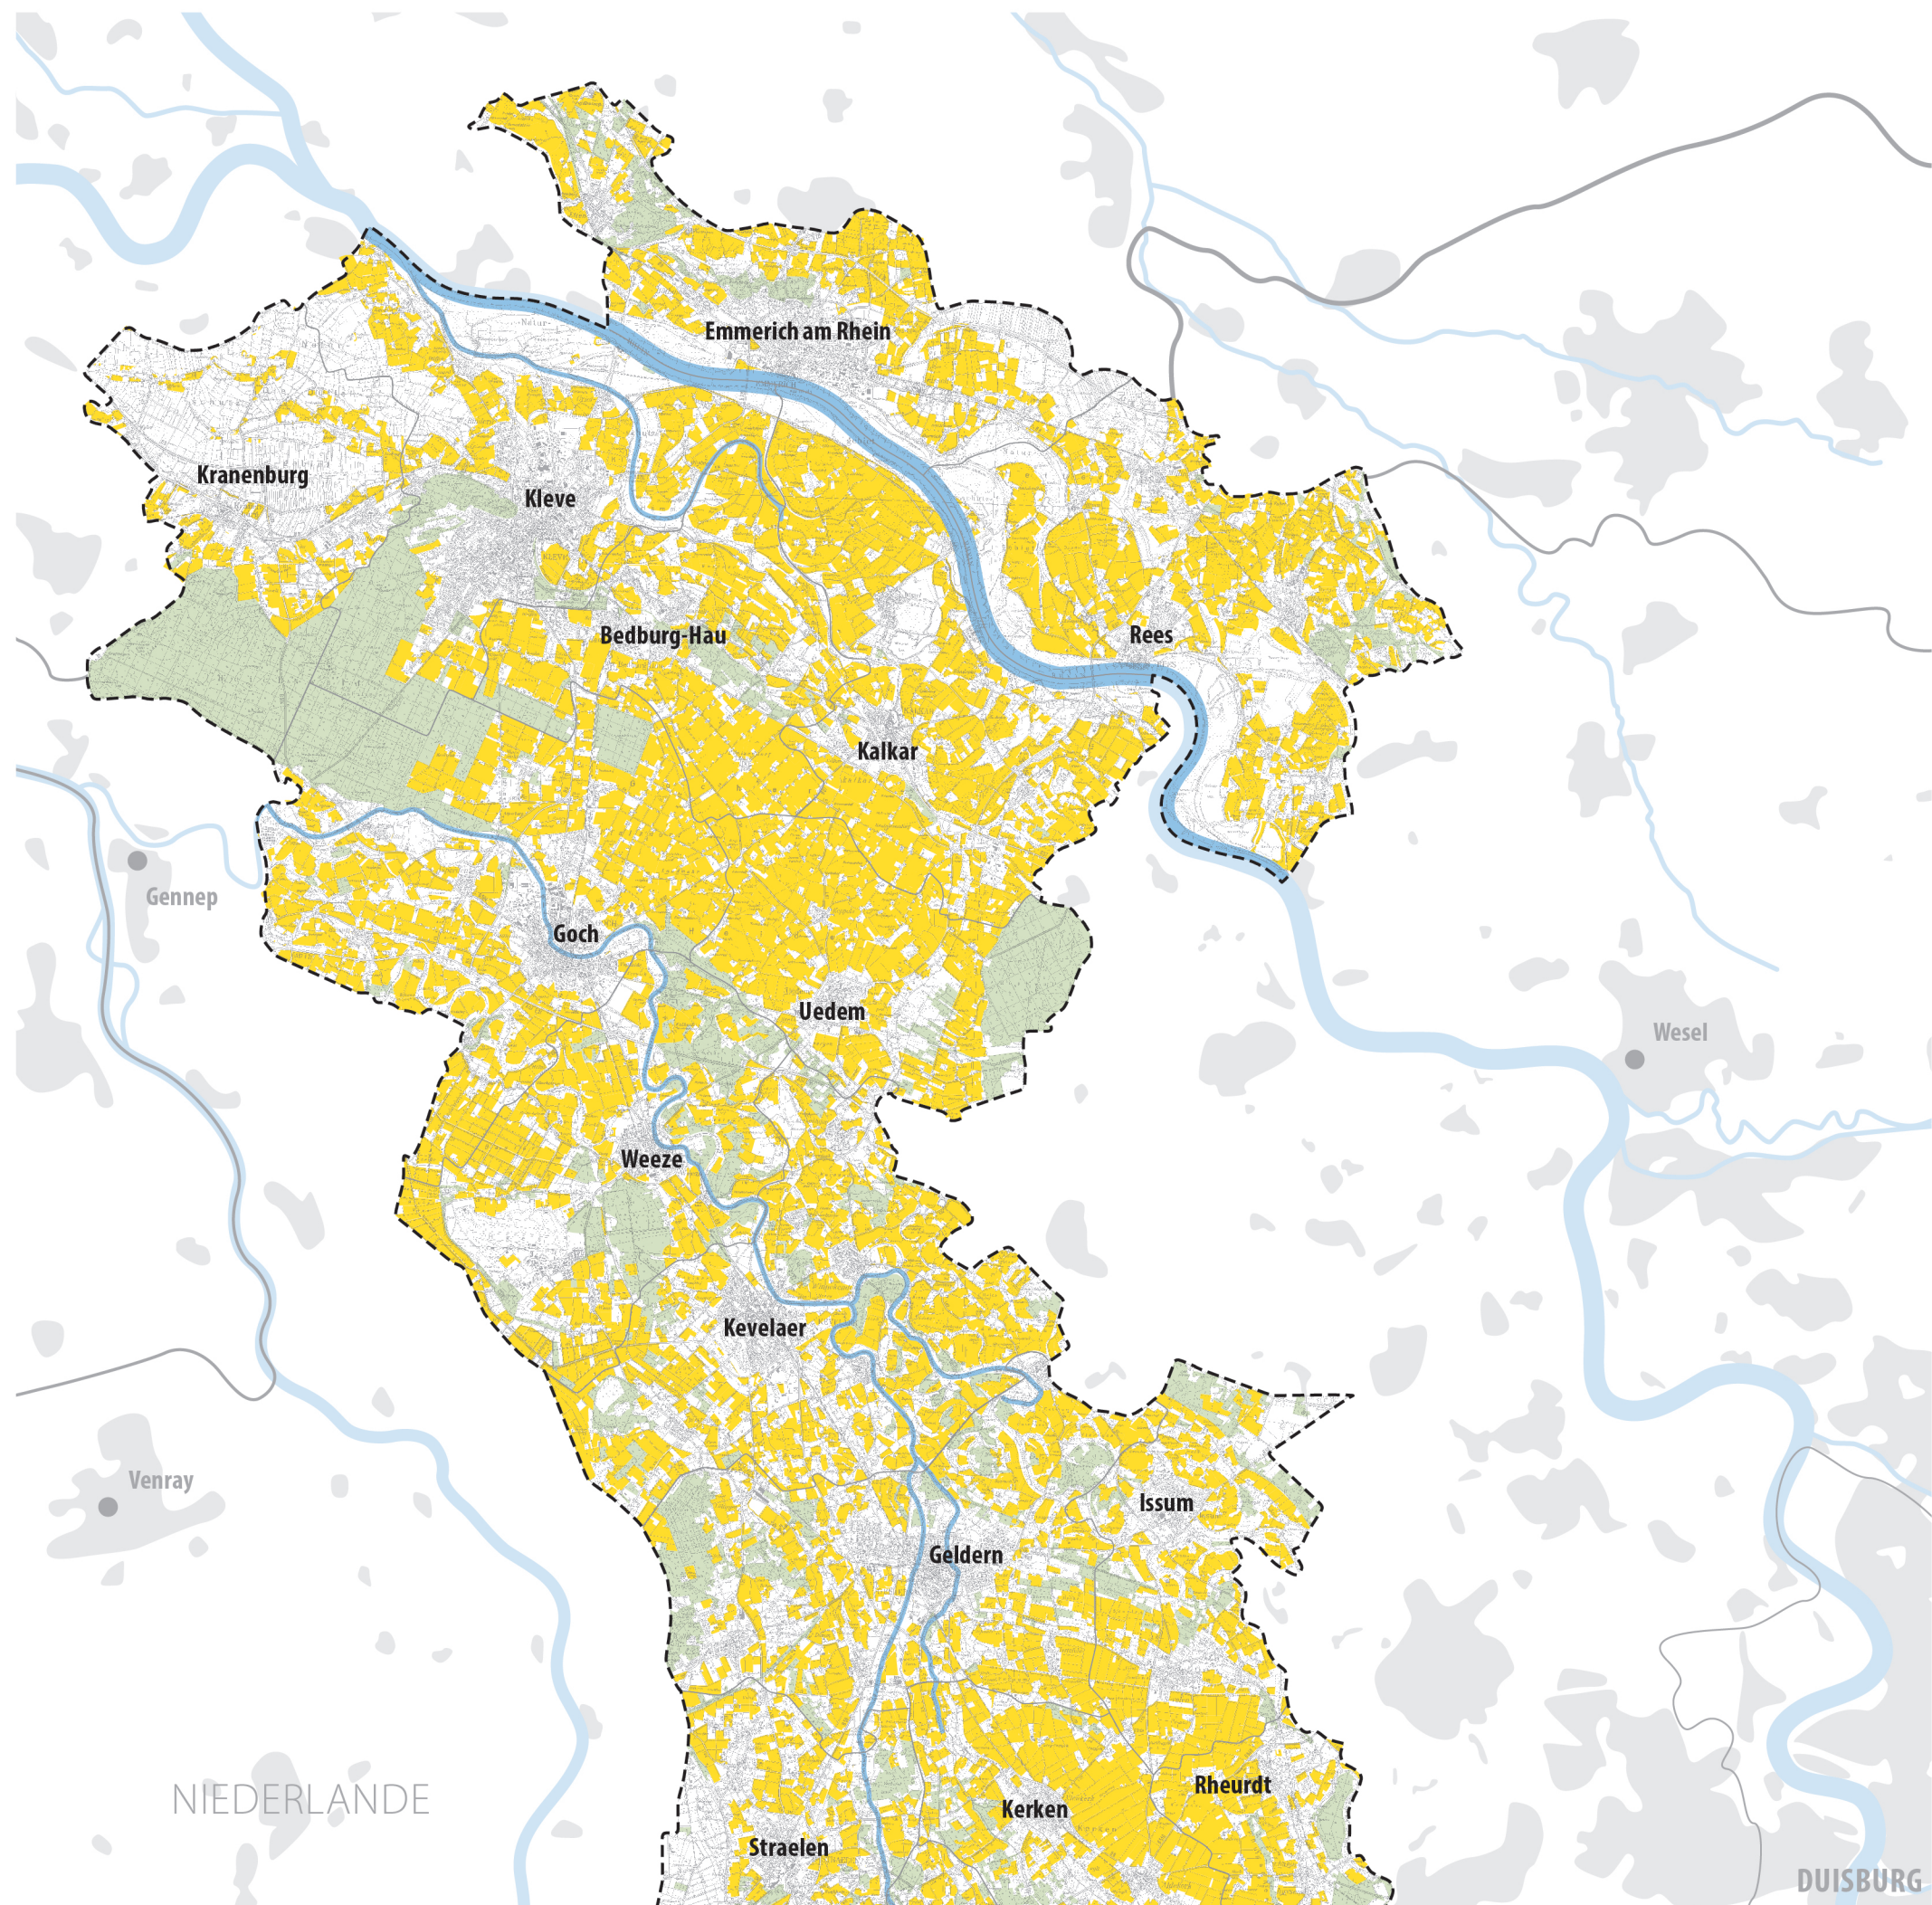 Emmerich am Rhein
Kranenburg
Kleve
Bedburg-Hau
Rees
Kalkar
Gennep
Goch
Uedem
Wesel
Weeze
Kevelaer
Venray
Issum
Geldern
NIEDERLANDE
Rheurdt
Kerken
Straelen
DUISBURG